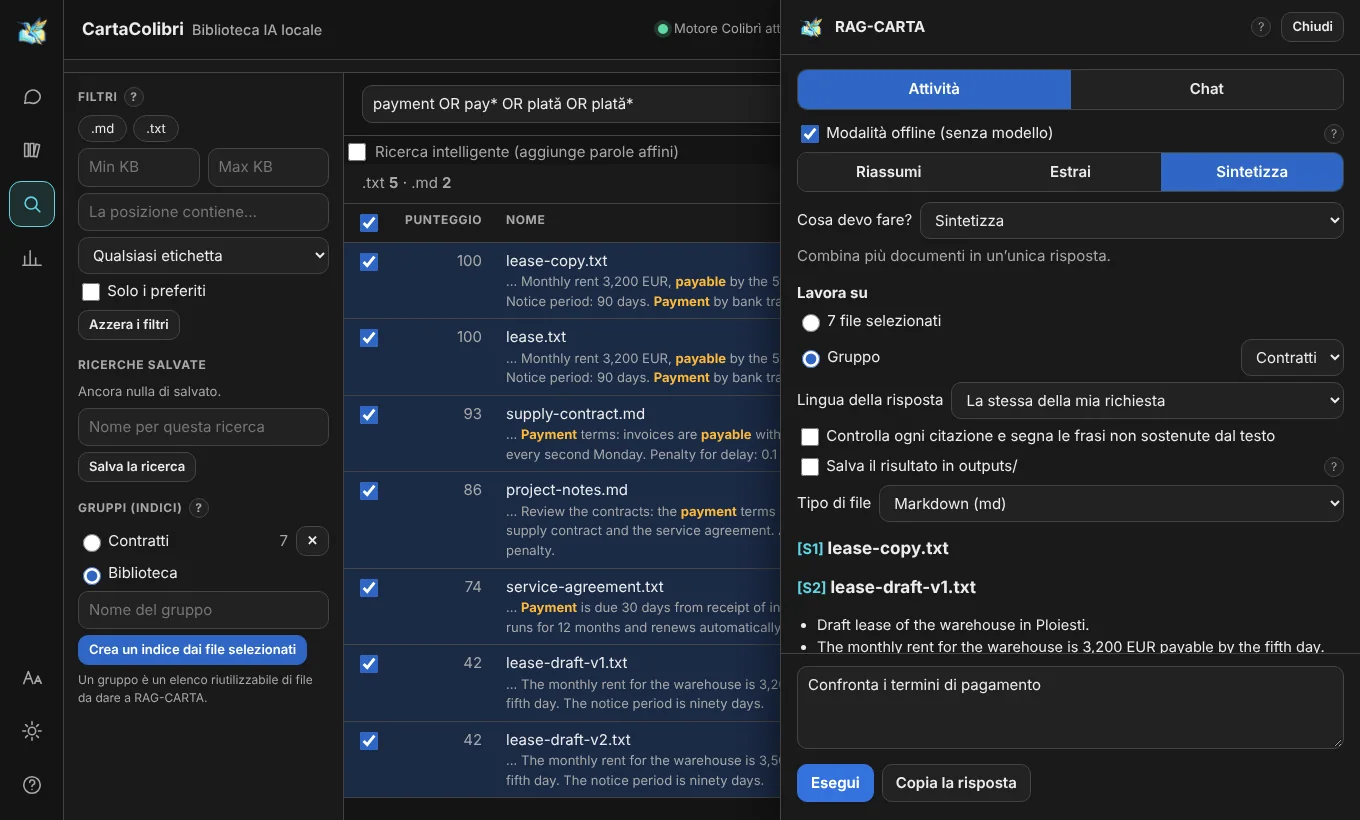 CartaColibri Biblioteca IA locale
Motore Colibrì att
FILTRI ?
.md .txt
Min KB Max KB
La posizione contiene…
Qualsiasi etichetta
Solo i preferiti
Azzera i filtri
RICERCHE SALVATE
Ancora nulla di salvato.
Nome per questa ricerca
Salva la ricerca
GRUPPI (INDICI) ?
Contratti 7 ✕
Biblioteca
Nome del gruppo
Crea un indice dai file selezionati
Un gruppo è un elenco riutilizzabile di file
da dare a RAG-CARTA.
AA
?
payment OR pay* OR plată OR plată*
Ricerca intelligente (aggiunge parole affini)
.txt 5 · .md 2
PUNTEGGIO NOME
100 lease-copy.txt
… Monthly rent 3,200 EUR, payable by the 5
Notice period: 90 days. Payment by bank tra
100 lease.txt
… Monthly rent 3,200 EUR, payable by the 5
Notice period: 90 days. Payment by bank tra
93 supply-contract.md
… Payment terms: invoices are payable with
every second Monday. Penalty for delay: 0.1
86 project-notes.md
… Review the contracts: the payment terms
supply contract and the service agreement.
penalty.
74 service-agreement.txt
… Payment is due 30 days from receipt of in
runs for 12 months and renews automatically
42 lease-draft-v1.txt
… The monthly rent for the warehouse is 3,20
fifth day. The notice period is ninety days.
42 lease-draft-v2.txt
… The monthly rent for the warehouse is 3,50
fifth day. The notice period is ninety days.
RAG-CARTA ? Chiudi
Attività Chat
Modalità offline (senza modello) ?
Riassumi Estrai Sintetizza
Cosa devo fare? Sintetizza
Combina più documenti in un’unica risposta.
Lavora su
7 file selezionati
Gruppo Contratti
Lingua della risposta La stessa della mia richiesta
Controlla ogni citazione e segna le frasi non sostenute dal testo
Salva il risultato in outputs/ ?
Tipo di file Markdown (md)
[S1] lease-copy.txt
[S2] lease-draft-v1.txt
• Draft lease of the warehouse in Ploiesti.
• The monthly rent for the warehouse is 3,200 EUR payable by the fifth day.
Confronta i termini di pagamento
Esegui Copia la risposta